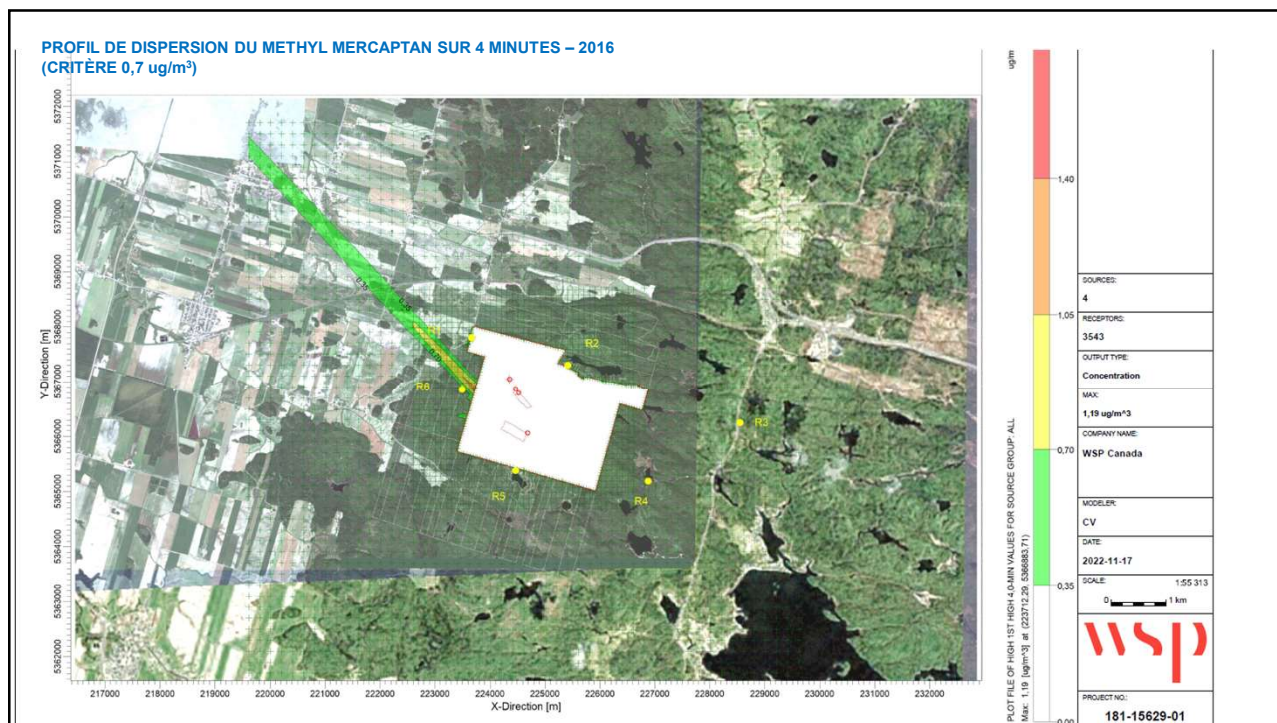 PROFIL DE DISPERSION DU METHYL MERCAPTAN SUR 4 MINUTES – 2016
(CRITÈRE 0,7 ug/m³)
Y-Direction [m]
5372000
5371000
5370000
5369000
5368000
5367000
5366000
5365000
5364000
5363000
5362000
0,35
R2
R6
R3
R5
R4
217000 218000 219000 220000 221000 222000 223000 224000 225000 226000 227000 228000 229000 230000 231000 232000
X-Direction [m]
ug/m
1,40
1,05
0,70
0,35
0,00
PLOT FILE OF HIGH 1ST HIGH 4,0-MIN VALUES FOR SOURCE GROUP: ALL
Max: 1,19 [ug/m^3] at (223712,29, 5366883,71)
SOURCES:
4
RECEPTORS:
3543
OUTPUT TYPE:
Concentration
MAX:
1,19 ug/m^3
COMPANY NAME:
WSP Canada
MODELER:
CV
DATE:
2022-11-17
SCALE: 1:55 313
0 1 km
wsp
PROJECT NO.:
181-15629-01